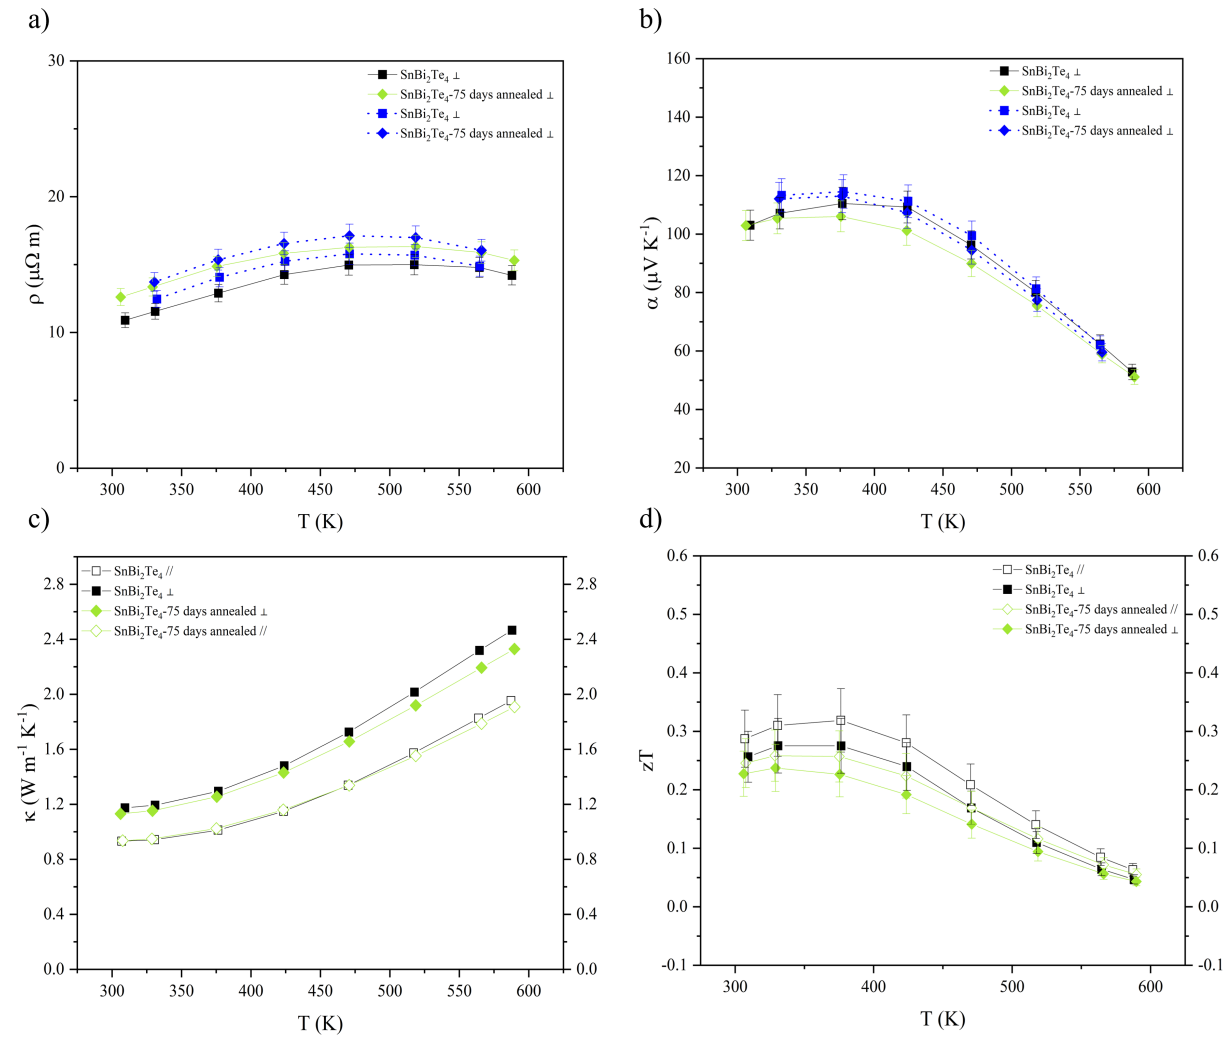 a)
30
20
10
0
ρ (μΩ m)
SnBi₂Te₄ ⊥
SnBi₂Te₄-75 days annealed ⊥
SnBi₂Te₄ ⊥
SnBi₂Te₄-75 days annealed ⊥
300 350 400 450 500 550 600
T (K)
b)
160
140
120
100
80
60
40
20
α (μV K⁻¹)
SnBi₂Te₄ ⊥
SnBi₂Te₄-75 days annealed ⊥
SnBi₂Te₄ ⊥
SnBi₂Te₄-75 days annealed ⊥
300 350 400 450 500 550 600
T (K)
c)
2.8 2.8
2.4 2.4
2.0 2.0
1.6 1.6
1.2 1.2
0.8 0.8
0.4 0.4
0.0 0.0
κ (W m⁻¹ K⁻¹)
SnBi₂Te₄ //
SnBi₂Te₄ ⊥
SnBi₂Te₄-75 days annealed ⊥
SnBi₂Te₄-75 days annealed //
300 350 400 450 500 550 600
T (K)
d)
0.6 0.6
0.5 0.5
0.4 0.4
0.3 0.3
0.2 0.2
0.1 0.1
0.0 0.0
-0.1 -0.1
zT
SnBi₂Te₄ //
SnBi₂Te₄ ⊥
SnBi₂Te₄-75 days annealed //
SnBi₂Te₄-75 days annealed ⊥
300 400 500 600
T (K)